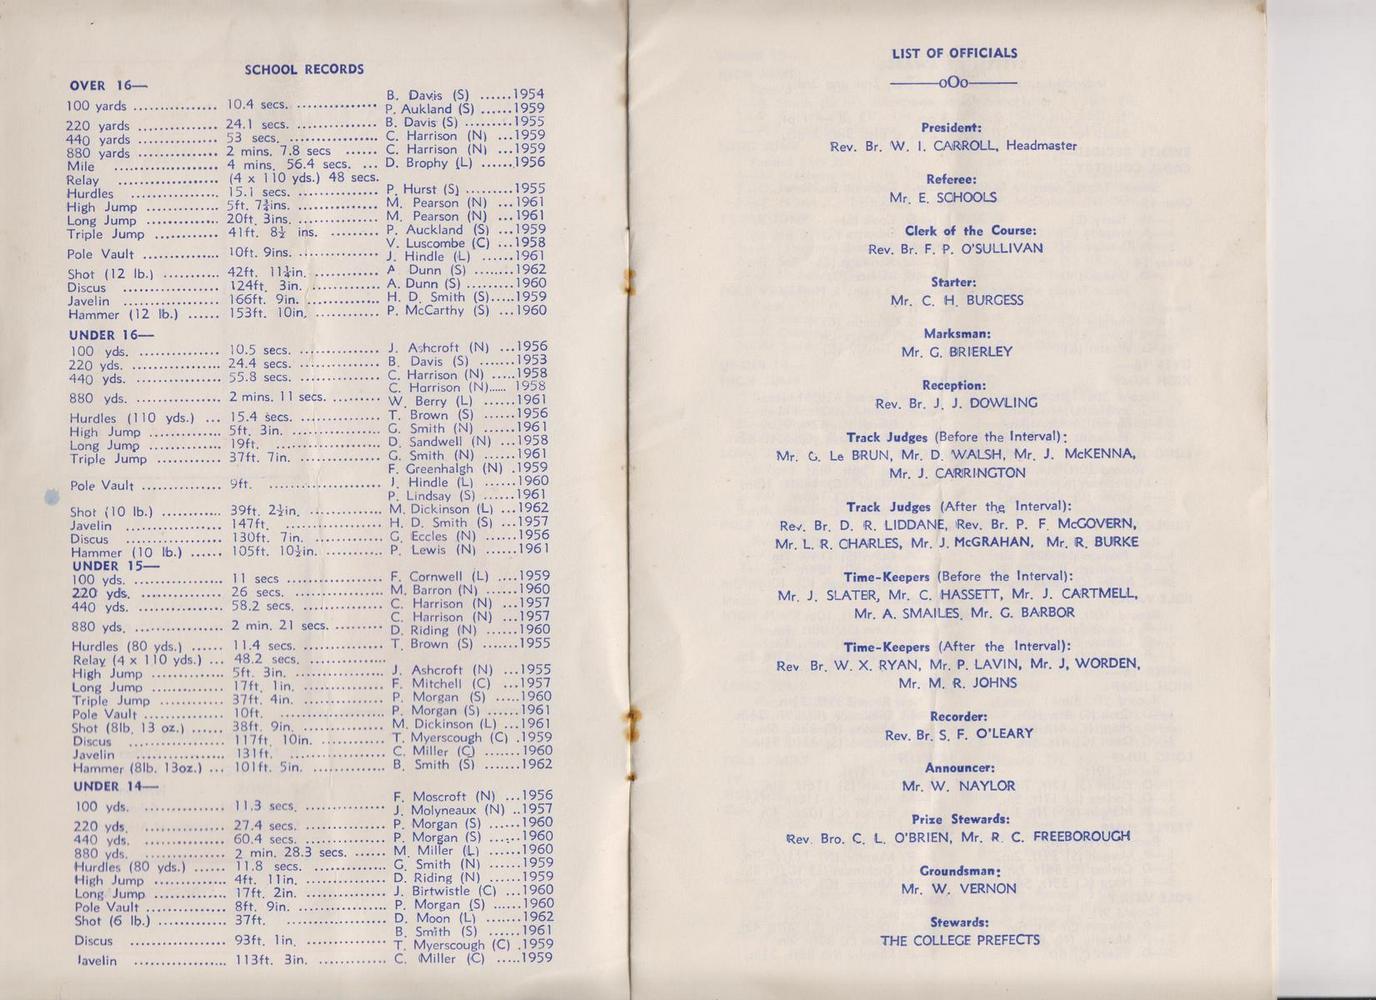 SCHOOL RECORDS
OVER 16—
100 yards ............... 10.4 secs. ............... B. Davis (S) ......1954
P. Aukland (S) ......1959
220 yards .............. 24.1 secs. ............... B. Davis (S) .........1955
440 yards .............. 53 secs. .................. C. Harrison (N) ...1959
880 yards .............. 2 mins. 7.8 secs ...... C. Harrison (N) ...1959
Mile .................. 4 mins. 56.4 secs. ... D. Brophy (L) ......1956
Relay .................. (4 x 110 yds.) 48 secs.
Hurdles .................. 15.1 secs. ............... P. Hurst (S) .........1955
High Jump ............. 5ft. 7¾ins. ............... M. Pearson (N) ...1961
Long Jump ............. 20ft. 3ins. ............... M. Pearson (N) ...1961
Triple Jump ............ 41ft. 8½ ins. ......... P. Auckland (S) ...1959
V. Luscombe (C) ...1958
Pole Vault ............... 10ft. 9ins. ............... J. Hindle (L) ......1961
Shot (12 lb.) .......... 42ft. 11¼in. ............ A Dunn (S) ........1962
Discus .................. 124ft. 3in. .............. A. Dunn (S) .........1960
Javelin .................. 166ft. 9in. .............. H. D. Smith (S).....1959
Hammer (12 lb.) ...... 153ft. 10in. ............ P. McCarthy (S) ...1960
UNDER 16—
100 yds. ............... 10.5 secs. ............... J. Ashcroft (N) ...1956
220 yds. ............... 24.4 secs. ............... B. Davis (S) .......1953
440 yds. ............... 55.8 secs. ............... C. Harrison (N) .....1958
C. Harrison (N)...... 1958
880 yds. ............... 2 mins. 11 secs. ......... W. Berry (L) ......1961
Hurdles (110 yds.) ... 15.4 secs. ............... T. Brown (S) ......1956
High Jump ............. 5ft. 3in. ............... G. Smith (N) ......1961
Long Jump ............. 19ft. .................. D. Sandwell (N) ...1958
Triple Jump ............ 37ft. 7in. ............... G. Smith (N) ......1961
F. Greenhalgh (N) .1959
Pole Vault .............. 9ft. .................. J. Hindle (L) ......1960
P. Lindsay (S) ......1961
Shot (10 lb.) .......... 39ft. 2½in. ............ M. Dickinson (L) ...1962
Javelin .................. 147ft. .................. H. D. Smith (S) ...1957
Discus .................. 130ft. 7in. ............ G. Eccles (N) ......1956
Hammer (10 lb.) ...... 105ft. 10½in. .......... P. Lewis (N) ......1961
UNDER 15—
100 yds. ............... 11 secs ............... F. Cornwell (L) ....1959
220 yds. ............... 26 secs. ............... M. Barron (N) ......1960
440 yds. ............... 58.2 secs. ............... C. Harrison (N) ...1957
C. Harrison (N) ...1957
880 yds. ............... 2 min. 21 secs. ......... D. Riding (N) ......1960
Hurdles (80 yds.) ...... 11.4 secs. ............... T. Brown (S) ......1955
Relay (4 x 110 yds.) ... 48.2 secs. ...............
High Jump ............. 5ft. 3in. ............... J. Ashcroft (N) ...1955
Long Jump ............. 17ft. 1in. ............... F. Mitchell (C) ...1957
Triple Jump ............ 37ft. 4in. ............... P. Morgan (S) .....1960
Pole Vault .............. 10ft. .................. P. Morgan (S) ......1961
Shot (8lb. 13 oz.) ...... 38ft. 9in. ............... M. Dickinson (L) ...1961
Discus .................. 117ft. 10in. ............ T. Myerscough (C) .1959
Javelin .................. 131ft. .................. C. Miller (C) .......1960
Hammer (8lb. 13oz.) ... 101ft. 5in. ............ B. Smith (S) ......1962
UNDER 14—
F. Moscroft (N) ...1956
100 yds. ............... 11.3 secs. ............... J. Molyneaux (N) ..1957
220 yds. ............... 27.4 secs. ............... P. Morgan (S) ......1960
440 yds. ............... 60.4 secs. ............... P. Morgan (S) ......1960
880 yds. ............... 2 min. 28.3 secs. ...... M. Miller (L) ......1960
Hurdles (80 yds.) ...... 11.8 secs. ............... G. Smith (N) ......1959
High Jump ............. 4ft. 11in. ............... D. Riding (N) ......1959
Long Jump ............. 17ft. 2in. ............... J. Birtwistle (C) ...1960
Pole Vault .............. 8ft. 9in. ............... P. Morgan (S) ......1960
Shot (6 lb.) ............ 37ft. .................. D. Moon (L) .......1962
B. Smith (S) ......1961
Discus .................. 93ft. 1in. ............... T. Myerscough (C) .1959
Javelin .................. 113ft. 3in. ............ C. Miller (C) .....1959
LIST OF OFFICIALS
———oOo———
President:
Rev. Br. W. I. CARROLL, Headmaster
Referee:
Mr. E. SCHOOLS
Clerk of the Course:
Rev. Br. F. P. O'SULLIVAN
Starter:
Mr. C. H. BURGESS
Marksman:
Mr. G. BRIERLEY
Reception:
Rev. Br. J. J. DOWLING
Track Judges (Before the Interval):
Mr. G. Le BRUN, Mr. D. WALSH, Mr. J. McKENNA,
Mr. J. CARRINGTON
Track Judges (After the Interval):
Rev. Br. D. R. LIDDANE, Rev. Br. P. F. McGOVERN,
Mr. L. R. CHARLES, Mr. J. McGRAHAN, Mr. R. BURKE
Time-Keepers (Before the Interval):
Mr. J. SLATER, Mr. C. HASSETT, Mr. J. CARTMELL,
Mr. A. SMAILES, Mr. G. BARBOR
Time-Keepers (After the Interval):
Rev Br. W. X. RYAN, Mr. P. LAVIN, Mr. J, WORDEN,
Mr. M. R. JOHNS
Recorder:
Rev. Br. S. F. O'LEARY
Announcer:
Mr. W. NAYLOR
Prize Stewards:
Rev. Bro. C. L. O'BRIEN, Mr. R. C. FREEBOROUGH
Groundsman:
Mr. W. VERNON
Stewards:
THE COLLEGE PREFECTS